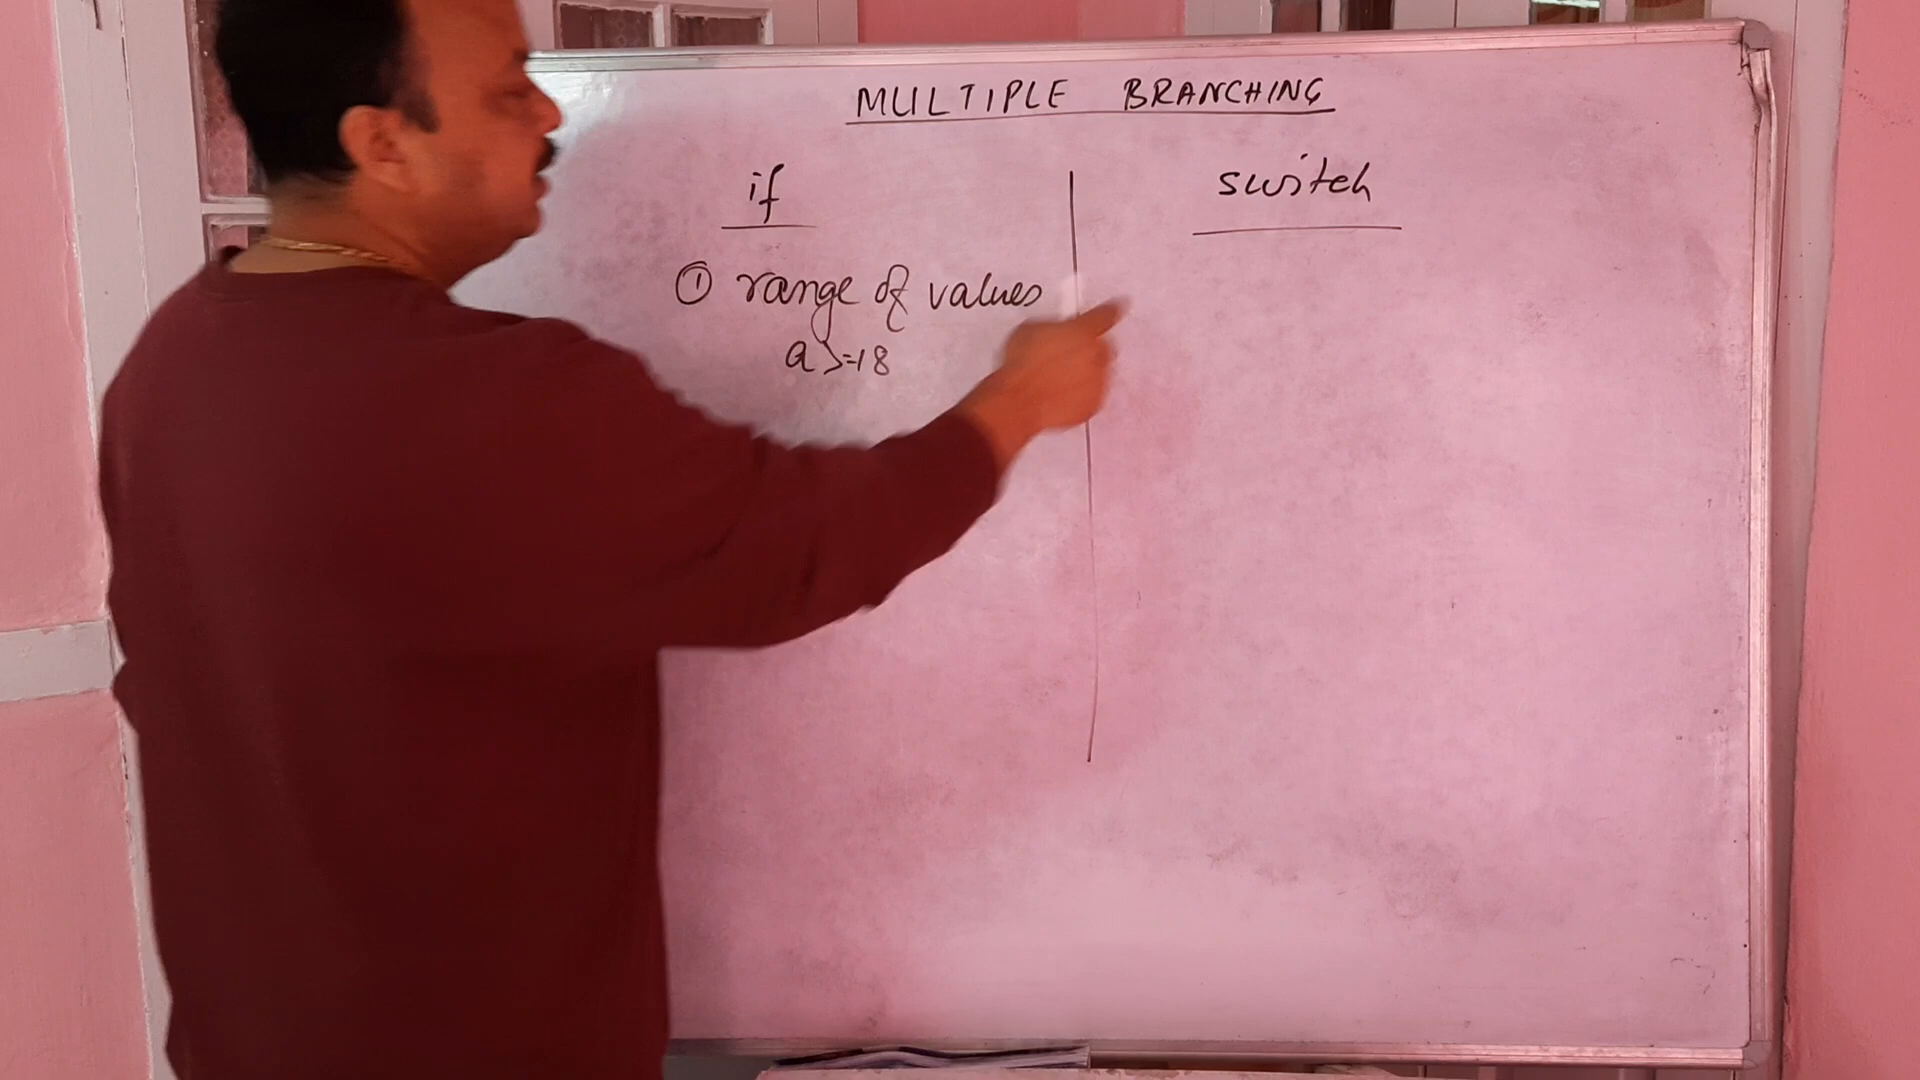 MULTIPLE BRANCHING
if
switch
① range of values
a >=18